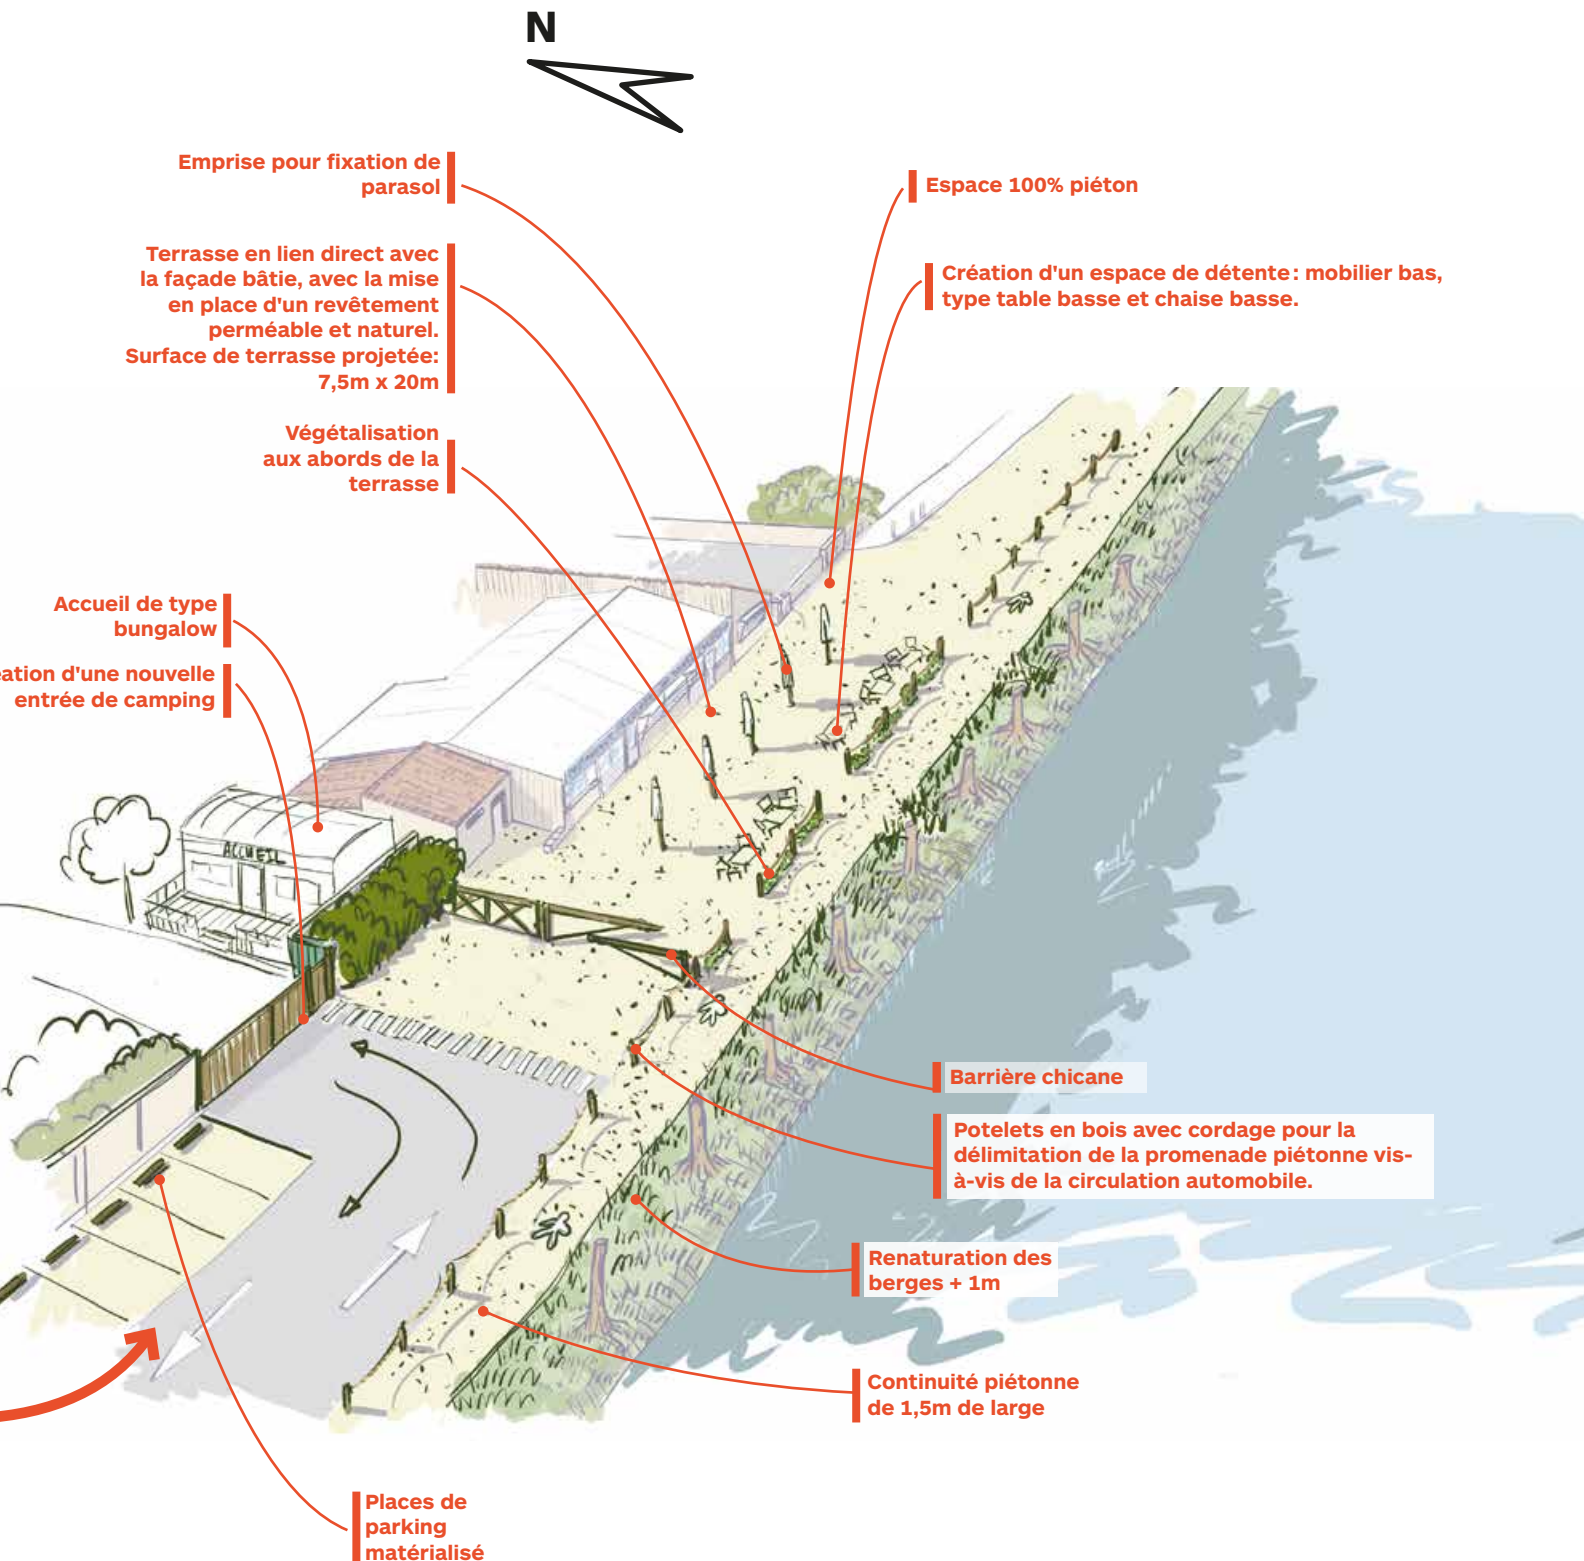 N
Emprise pour fixation de
parasol
Espace 100% piéton
Terrasse en lien direct avec
la façade bâtie, avec la mise
en place d'un revêtement
perméable et naturel.
Surface de terrasse projetée:
7,5m x 20m
Création d'un espace de détente: mobilier bas,
type table basse et chaise basse.
Végétalisation
aux abords de la
terrasse
Accueil de type
bungalow
d'une nouvelle
entrée de camping
ACCUEIL
Barrière chicane
Potelets en bois avec cordage pour la
délimitation de la promenade piétonne vis-
à-vis de la circulation automobile.
Renaturation des
berges + 1m
Continuité piétonne
de 1,5m de large
Places de
parking
matérialisé